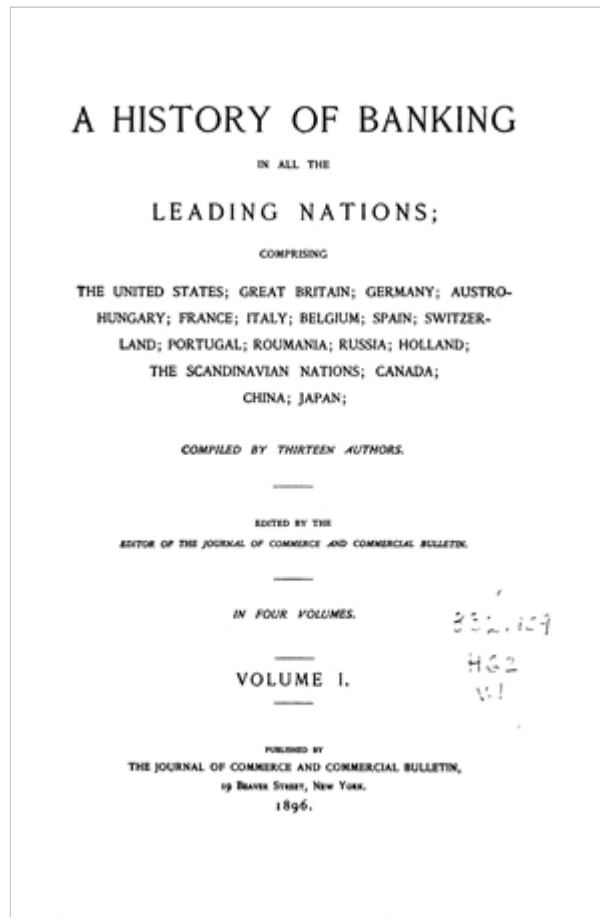 A HISTORY OF BANKING
IN ALL THE
LEADING NATIONS;
COMPRISING
THE UNITED STATES; GREAT BRITAIN; GERMANY; AUSTRO-
HUNGARY; FRANCE; ITALY; BELGIUM; SPAIN; SWITZER-
LAND; PORTUGAL; ROUMANIA; RUSSIA; HOLLAND;
THE SCANDINAVIAN NATIONS; CANADA;
CHINA; JAPAN;
COMPILED BY THIRTEEN AUTHORS.
EDITED BY THE
EDITOR OF THE JOURNAL OF COMMERCE AND COMMERCIAL BULLETIN.
IN FOUR VOLUMES.
HG2
v.1
VOLUME I.
PUBLISHED BY
THE JOURNAL OF COMMERCE AND COMMERCIAL BULLETIN,
19 BEAVER STREET, NEW YORK.
1896.